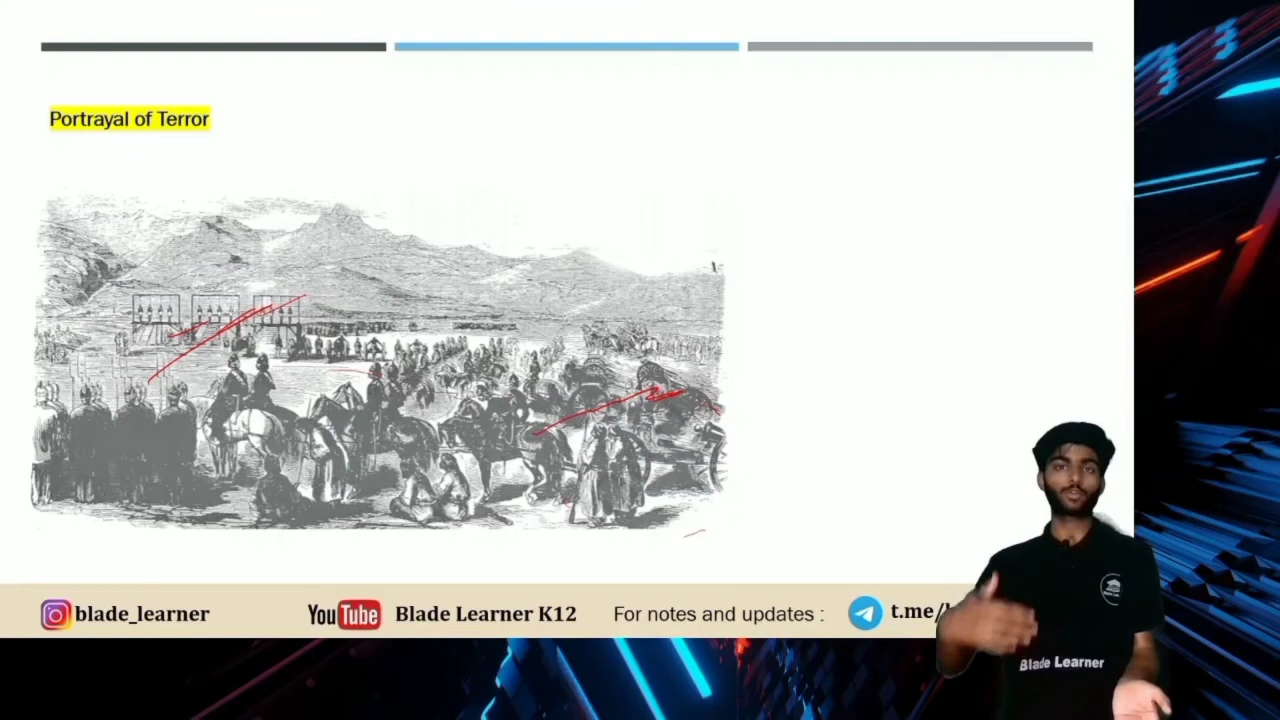 Portrayal of Terror
blade_learner
YouTube Blade Learner K12
For notes and updates :
t.me/
Blade Learner